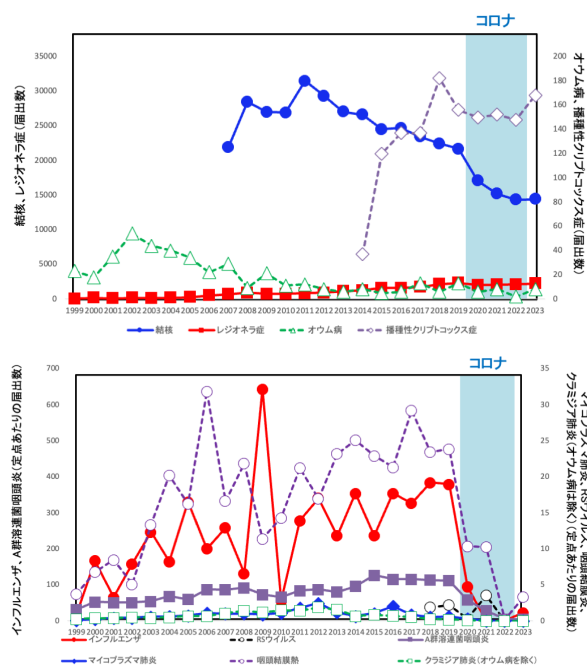 コロナ
35000
30000
25000
20000
15000
10000
5000
0
結核、レジオネラ症(届出数)
200
180
160
140
120
100
80
60
40
20
0
オウム病、播種性クリプトコックス症(届出数)
1999 2000 2001 2002 2003 2004 2005 2006 2007 2008 2009 2010 2011 2012 2013 2014 2015 2016 2017 2018 2019 2020 2021 2022 2023
結核 レジオネラ症 オウム病 播種性クリプトコックス症
コロナ
700
600
500
400
300
200
100
0
インフルエンザ、A群溶連菌咽頭炎(定点あたりの届出数)
35
30
25
20
15
10
5
0
マイコプラズマ肺炎、RSウイルス、咽頭結膜炎、
クラミジア肺炎(オウム病は除く)(定点あたりの届出数)
1999 2000 2001 2002 2003 2004 2005 2006 2007 2008 2009 2010 2011 2012 2013 2014 2015 2016 2017 2018 2019 2020 2021 2022 2023
インフルエンザ RSウイルス A群溶連菌咽頭炎
マイコプラズマ肺炎 咽頭結膜熱 クラミジア肺炎(オウム病を除く)